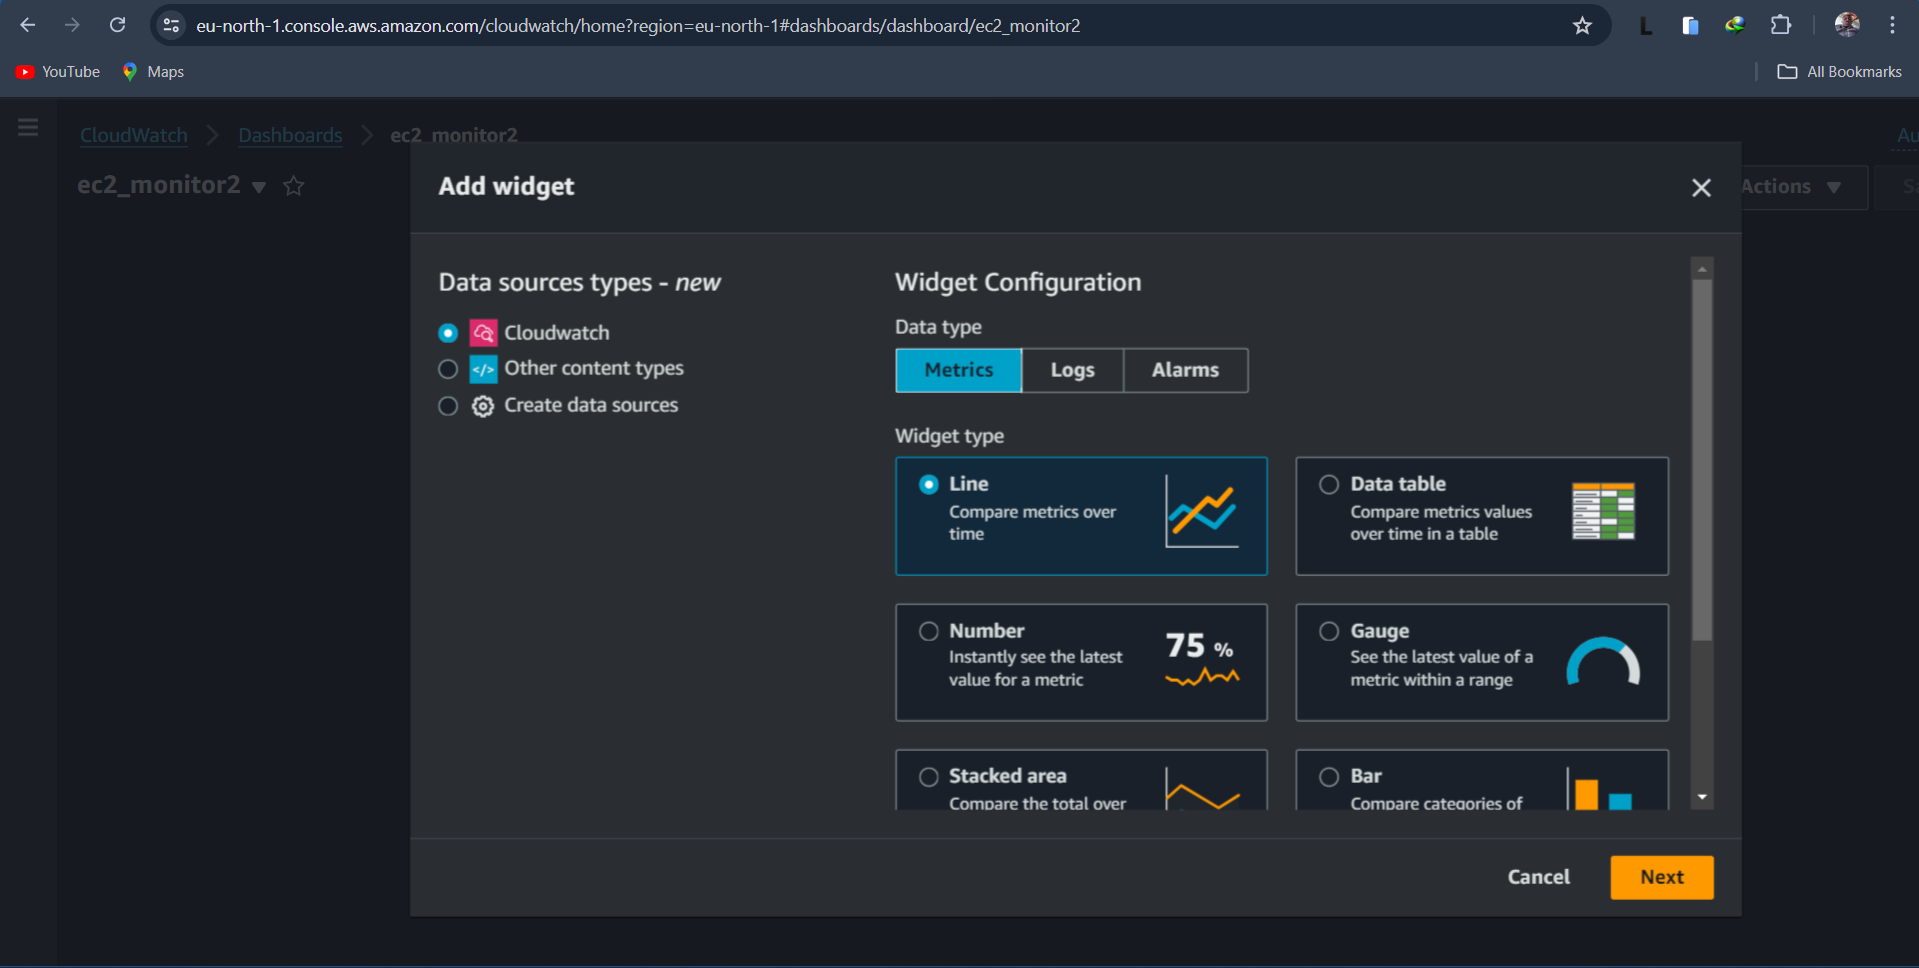 eu-north-1.console.aws.amazon.com/cloudwatch/home?region=eu-north-1#dashboards/dashboard/ec2_monitor2
L
YouTube
Maps
All Bookmarks
CloudWatch
Dashboards
ec2_monitor2
ec2_monitor2
Actions
Add widget
Data sources types - new
Cloudwatch
</> Other content types
Create data sources
Widget Configuration
Data type
Metrics
Logs
Alarms
Widget type
Line
Compare metrics over
time
Data table
Compare metrics values
over time in a table
Number
Instantly see the latest
value for a metric
75 %
Gauge
See the latest value of a
metric within a range
Stacked area
Compare the total over
Bar
Compare categories of
Cancel
Next